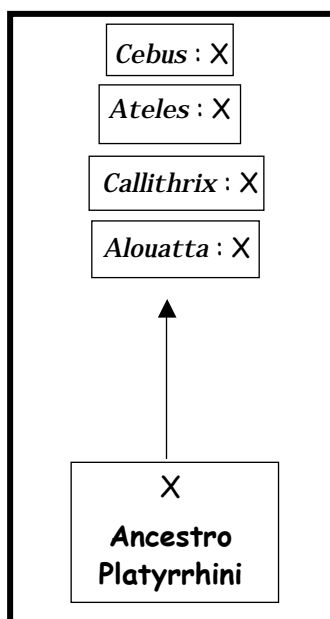 Cebus : X
Ateles : X
Callithrix : X
Alouatta : X
X
Ancestro
Platyrrhini